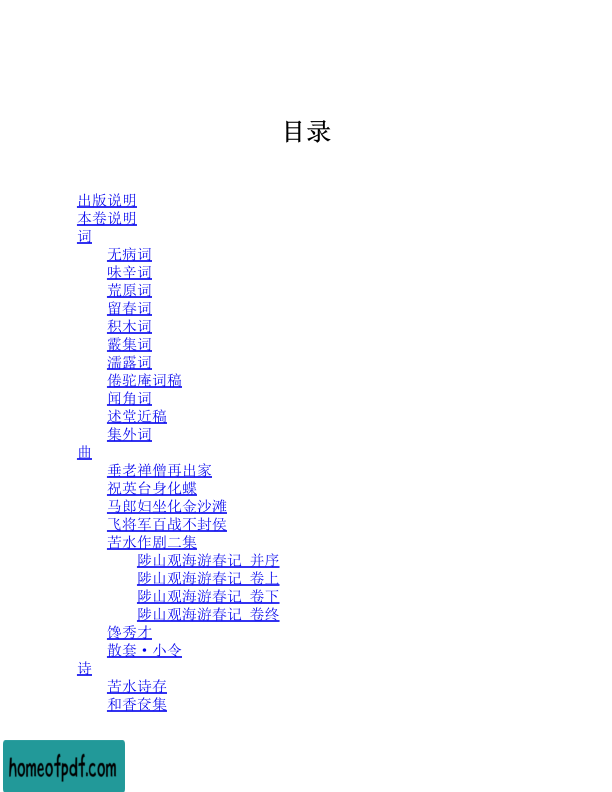 目录
出版说明
本卷说明
词
无病词
味辛词
荒原词
留春词
积木词
霰集词
濡露词
倦驼庵词稿
闻角词
述堂近稿
集外词
曲
垂老禅僧再出家
祝英台身化蝶
马郎妇坐化金沙滩
飞将军百战不封侯
苦水作剧二集
陟山观海游春记 并序
陟山观海游春记 卷上
陟山观海游春记 卷下
陟山观海游春记 卷终
馋秀才
散套·小令
诗
苦水诗存
和香奁集
homeofpdf.com